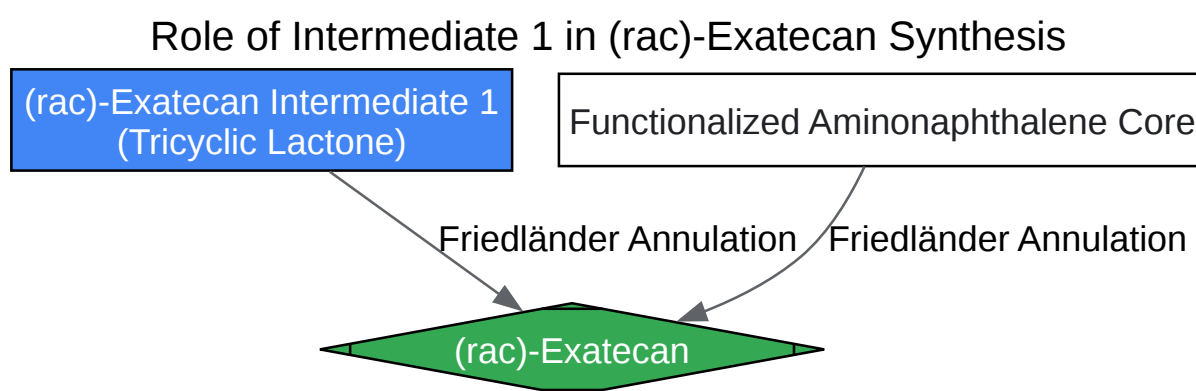 Role of Intermediate 1 in (rac)-Exatecan Synthesis
(rac)-Exatecan Intermediate 1
(Tricyclic Lactone)
Functionalized Aminonaphthalene Core
Friedländer Annulation
Friedländer Annulation
(rac)-Exatecan